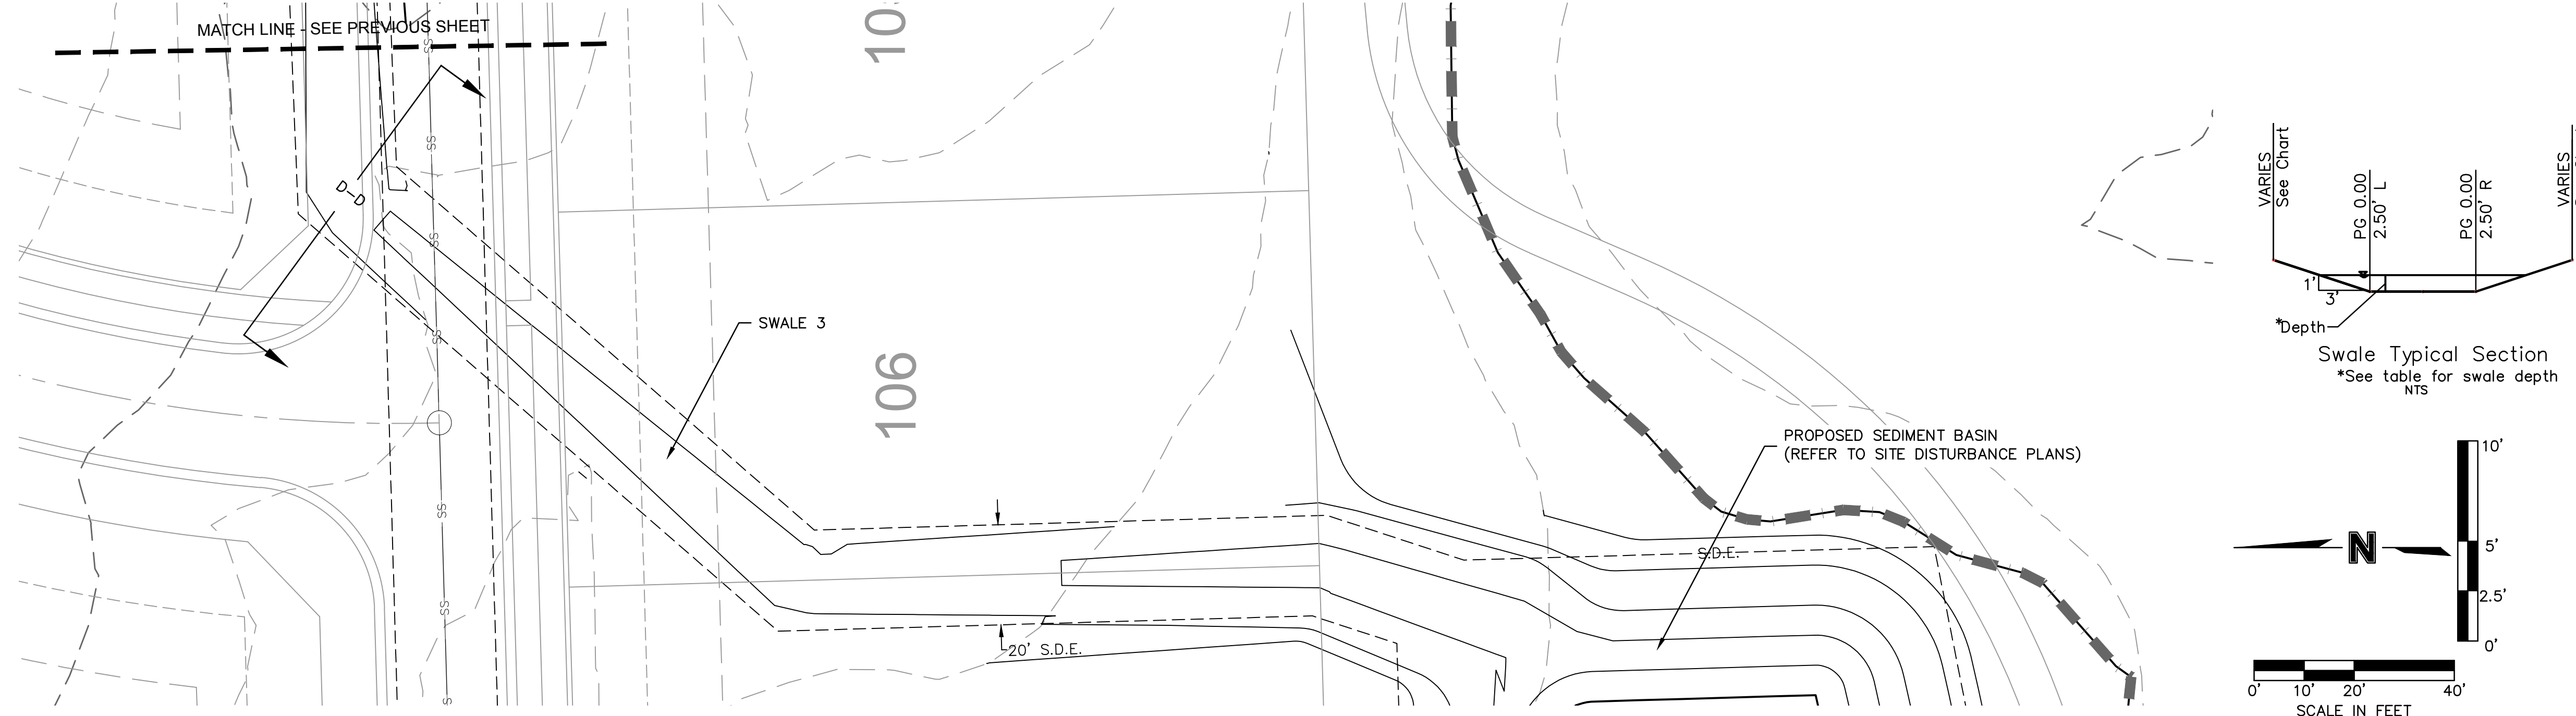 MATCH LINE - SEE PREVIOUS SHEET
SS
D-D
SS
SS
SS
SS
SS
106
SWALE 3
20' S.D.E.
S.D.E.
PROPOSED SEDIMENT BASIN
(REFER TO SITE DISTURBANCE PLANS)
VARIES
See Chart
PG 0.00
2.50' L
PG 0.00
2.50' R
VARIES
1'
3'
*Depth
Swale Typical Section
*See table for swale depth
NTS
10'
5'
2.5'
0'
N
0' 10' 20' 40'
SCALE IN FEET